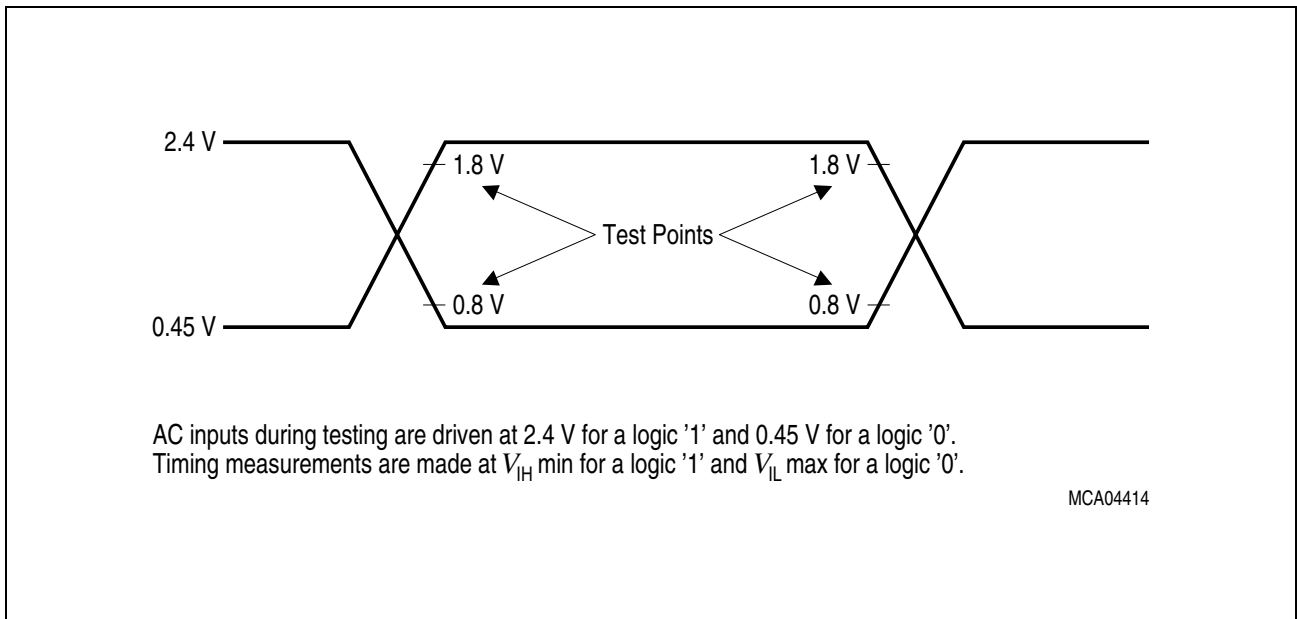 2.4 V
1.8 V
1.8 V
Test Points
0.8 V
0.8 V
0.45 V
AC inputs during testing are driven at 2.4 V for a logic ’1’ and 0.45 V for a logic ’0’.
Timing measurements are made at VIH min for a logic ’1’ and VIL max for a logic ’0’.
MCA04414